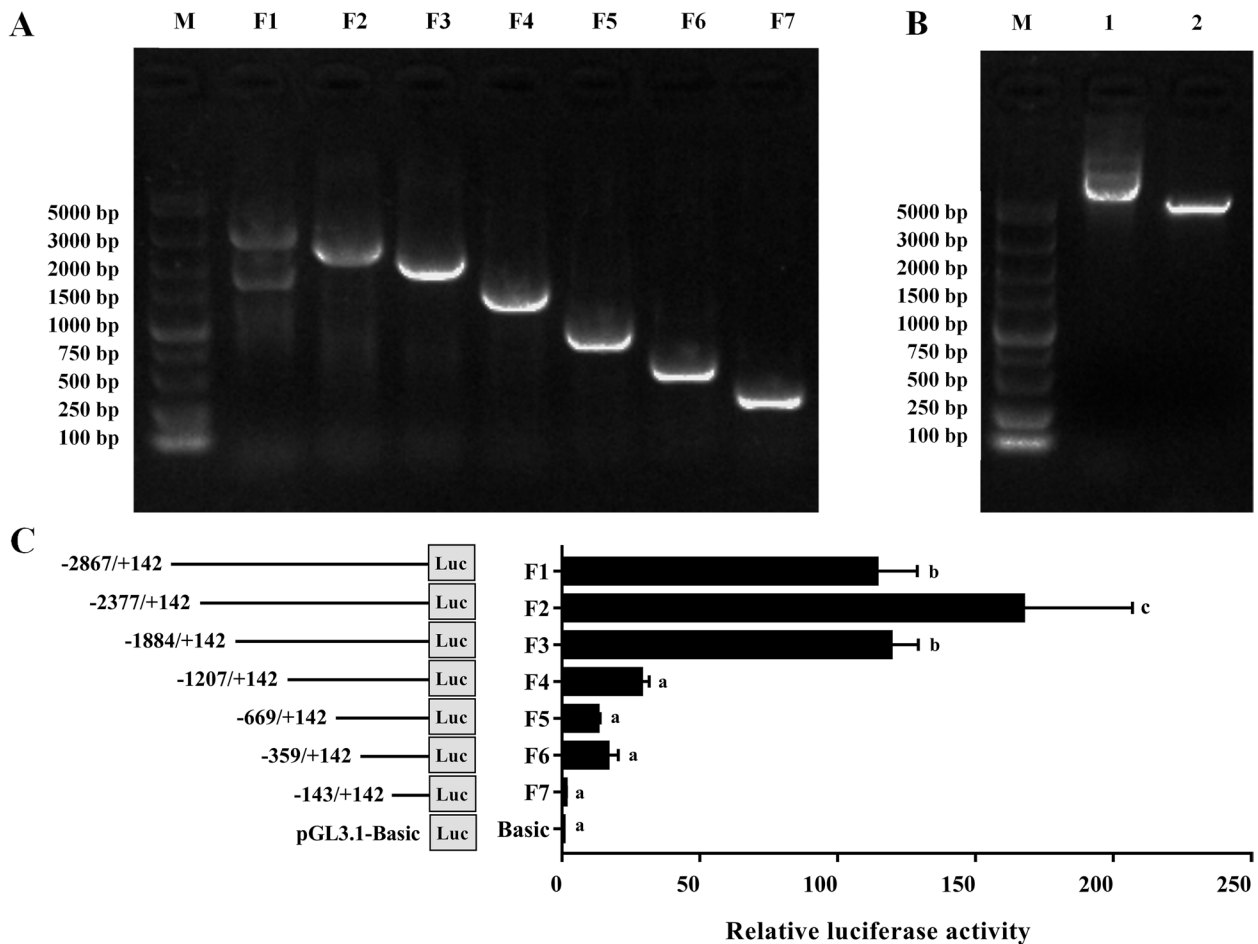 A
M F1 F2 F3 F4 F5 F6 F7
5000 bp
3000 bp
2000 bp
1500 bp
1000 bp
750 bp
500 bp
250 bp
100 bp
B
M 1 2
5000 bp
3000 bp
2000 bp
1500 bp
1000 bp
750 bp
500 bp
250 bp
100 bp
C
-2867/+142 Luc
-2377/+142 Luc
-1884/+142 Luc
-1207/+142 Luc
-669/+142 Luc
-359/+142 Luc
-143/+142 Luc
pGL3.1-Basic Luc
F1 b
F2 c
F3 b
F4 a
F5 a
F6 a
F7 a
Basic a
0 50 100 150 200 250
Relative luciferase activity